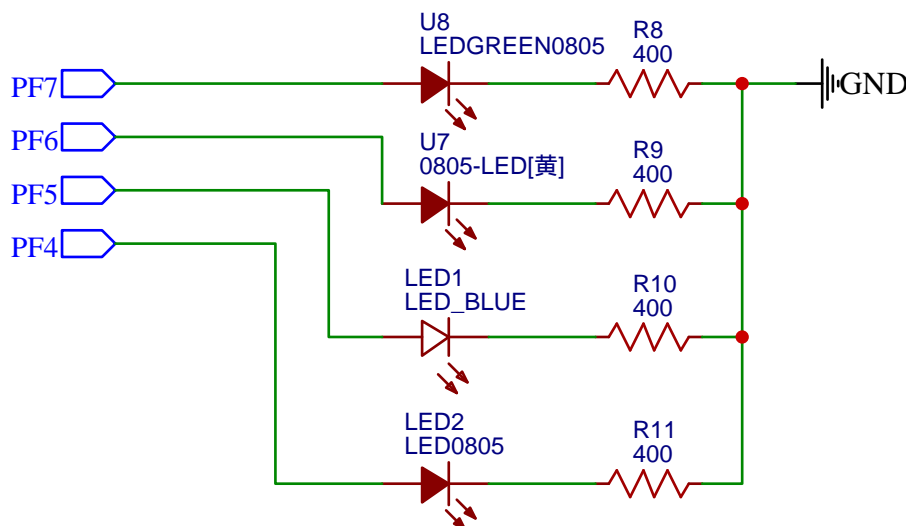 PF7
U8
LEDGREEN0805
R8
400
GND
PF6
U7
0805-LED[黄]
R9
400
PF5
PF4
LED1
LED_BLUE
R10
400
LED2
LED0805
R11
400